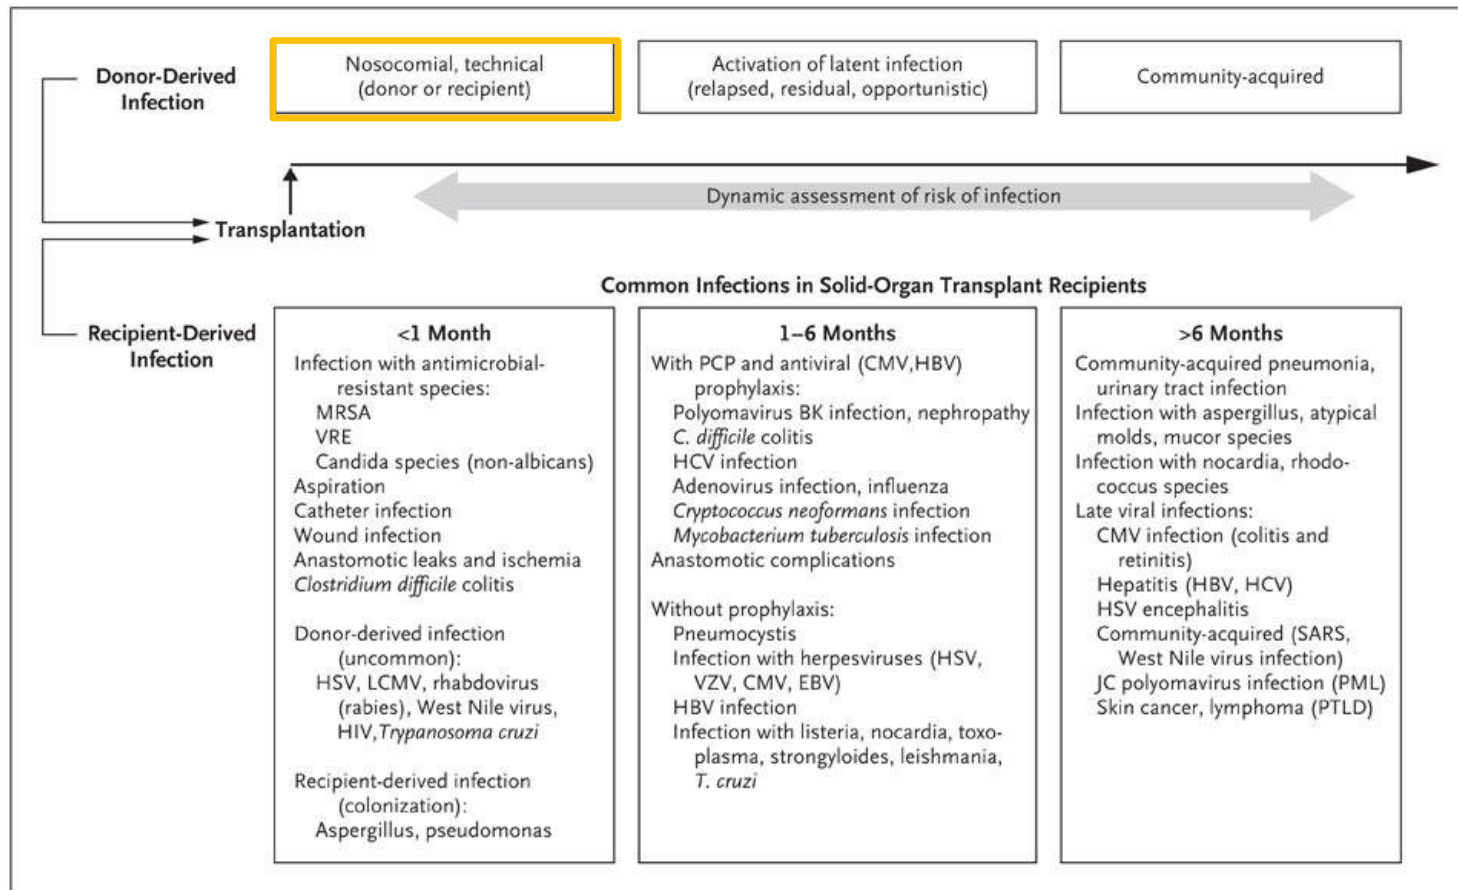 Donor-Derived
Infection
Nosocomial, technical
(donor or recipient)
Activation of latent infection
(relapsed, residual, opportunistic)
Community-acquired
Dynamic assessment of risk of infection
Transplantation
Recipient-Derived
Infection
Common Infections in Solid-Organ Transplant Recipients
<1 Month
Infection with antimicrobial-
resistant species:
MRSA
VRE
Candida species (non-albicans)
Aspiration
Catheter infection
Wound infection
Anastomotic leaks and ischemia
Clostridium difficile colitis
Donor-derived infection
(uncommon):
HSV, LCMV, rhabdovirus
(rabies), West Nile virus,
HIV,Trypanosoma cruzi
Recipient-derived infection
(colonization):
Aspergillus, pseudomonas
1–6 Months
With PCP and antiviral (CMV,HBV)
prophylaxis:
Polyomavirus BK infection, nephropathy
C. difficile colitis
HCV infection
Adenovirus infection, influenza
Cryptococcus neoformans infection
Mycobacterium tuberculosis infection
Anastomotic complications
Without prophylaxis:
Pneumocystis
Infection with herpesviruses (HSV,
VZV, CMV, EBV)
HBV infection
Infection with listeria, nocardia, toxo-
plasma, strongyloides, leishmania,
T. cruzi
>6 Months
Community-acquired pneumonia,
urinary tract infection
Infection with aspergillus, atypical
molds, mucor species
Infection with nocardia, rhodo-
coccus species
Late viral infections:
CMV infection (colitis and
retinitis)
Hepatitis (HBV, HCV)
HSV encephalitis
Community-acquired (SARS,
West Nile virus infection)
JC polyomavirus infection (PML)
Skin cancer, lymphoma (PTLD)